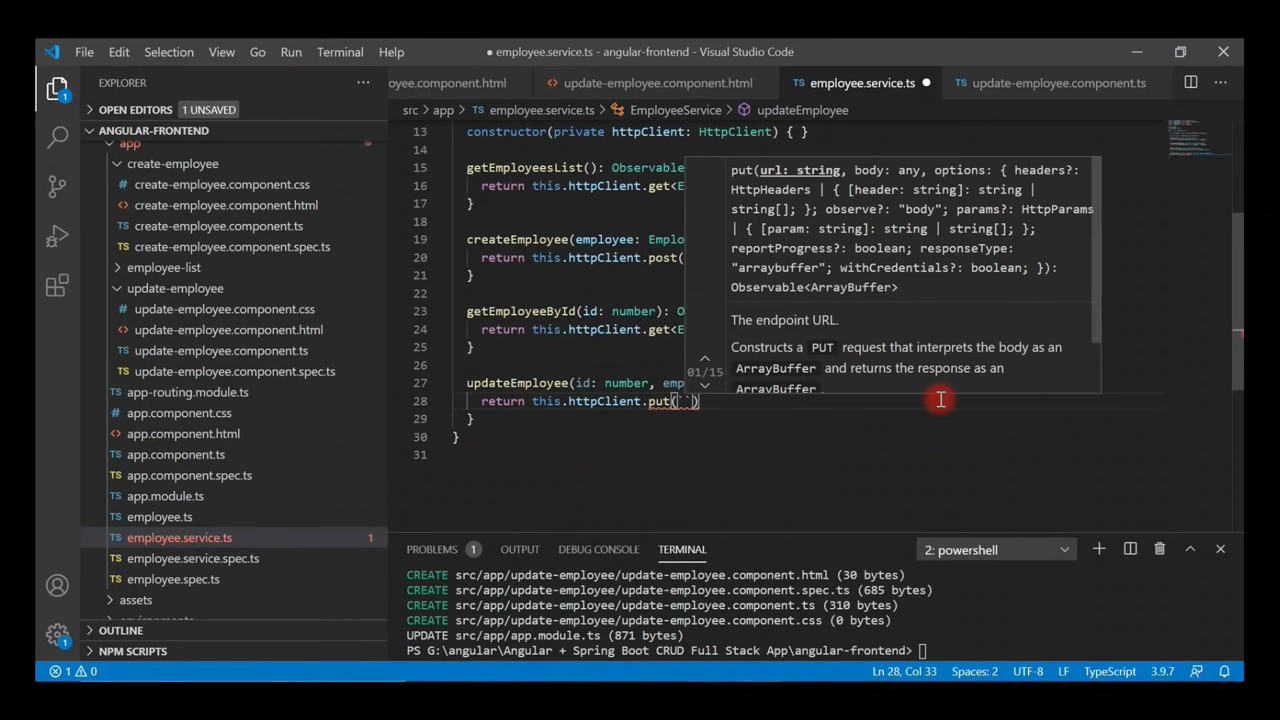 File Edit Selection View Go Run Terminal Help
● employee.service.ts - angular-frontend - Visual Studio Code
EXPLORER
OPEN EDITORS 1 UNSAVED
ANGULAR-FRONTEND
app
create-employee
create-employee.component.css
create-employee.component.html
TS create-employee.component.ts
TS create-employee.component.spec.ts
employee-list
update-employee
update-employee.component.css
update-employee.component.html
TS update-employee.component.ts
TS update-employee.component.spec.ts
TS app-routing.module.ts
app.component.css
app.component.html
TS app.component.ts
TS app.component.spec.ts
TS app.module.ts
TS employee.ts
TS employee.service.ts 1
TS employee.service.spec.ts
TS employee.spec.ts
assets
OUTLINE
NPM SCRIPTS
eyee.component.html
update-employee.component.html
TS employee.service.ts
TS update-employee.component.ts
src > app > TS employee.service.ts > EmployeeService > updateEmployee
13 constructor(private httpClient: HttpClient) { }
14
15 getEmployeesList(): Observable
16 return this.httpClient.get<E
17 }
18
19 createEmployee(employee: Emplo
20 return this.httpClient.post(
21 }
22
23 getEmployeeById(id: number): O
24 return this.httpClient.get<E
25 }
26
27 updateEmployee(id: number, emp
28 return this.httpClient.put(``)
29 }
30 }
31
put(url: string, body: any, options: { headers?:
HttpHeaders | { [header: string]: string |
string[]; }; observe?: "body"; params?: HttpParams
| { [param: string]: string | string[]; };
reportProgress?: boolean; responseType:
"arraybuffer"; withCredentials?: boolean; }):
Observable<ArrayBuffer>
The endpoint URL.
Constructs a PUT request that interprets the body as an
01/15
ArrayBuffer and returns the response as an
ArrayBuffer .
PROBLEMS 1 OUTPUT DEBUG CONSOLE TERMINAL
2: powershell
CREATE src/app/update-employee/update-employee.component.html (30 bytes)
CREATE src/app/update-employee/update-employee.component.spec.ts (685 bytes)
CREATE src/app/update-employee/update-employee.component.ts (310 bytes)
CREATE src/app/update-employee/update-employee.component.css (0 bytes)
UPDATE src/app/app.module.ts (871 bytes)
PS G:\angular\Angular + Spring Boot CRUD Full Stack App\angular-frontend>
1 0
Ln 28, Col 33 Spaces: 2 UTF-8 LF TypeScript 3.9.7